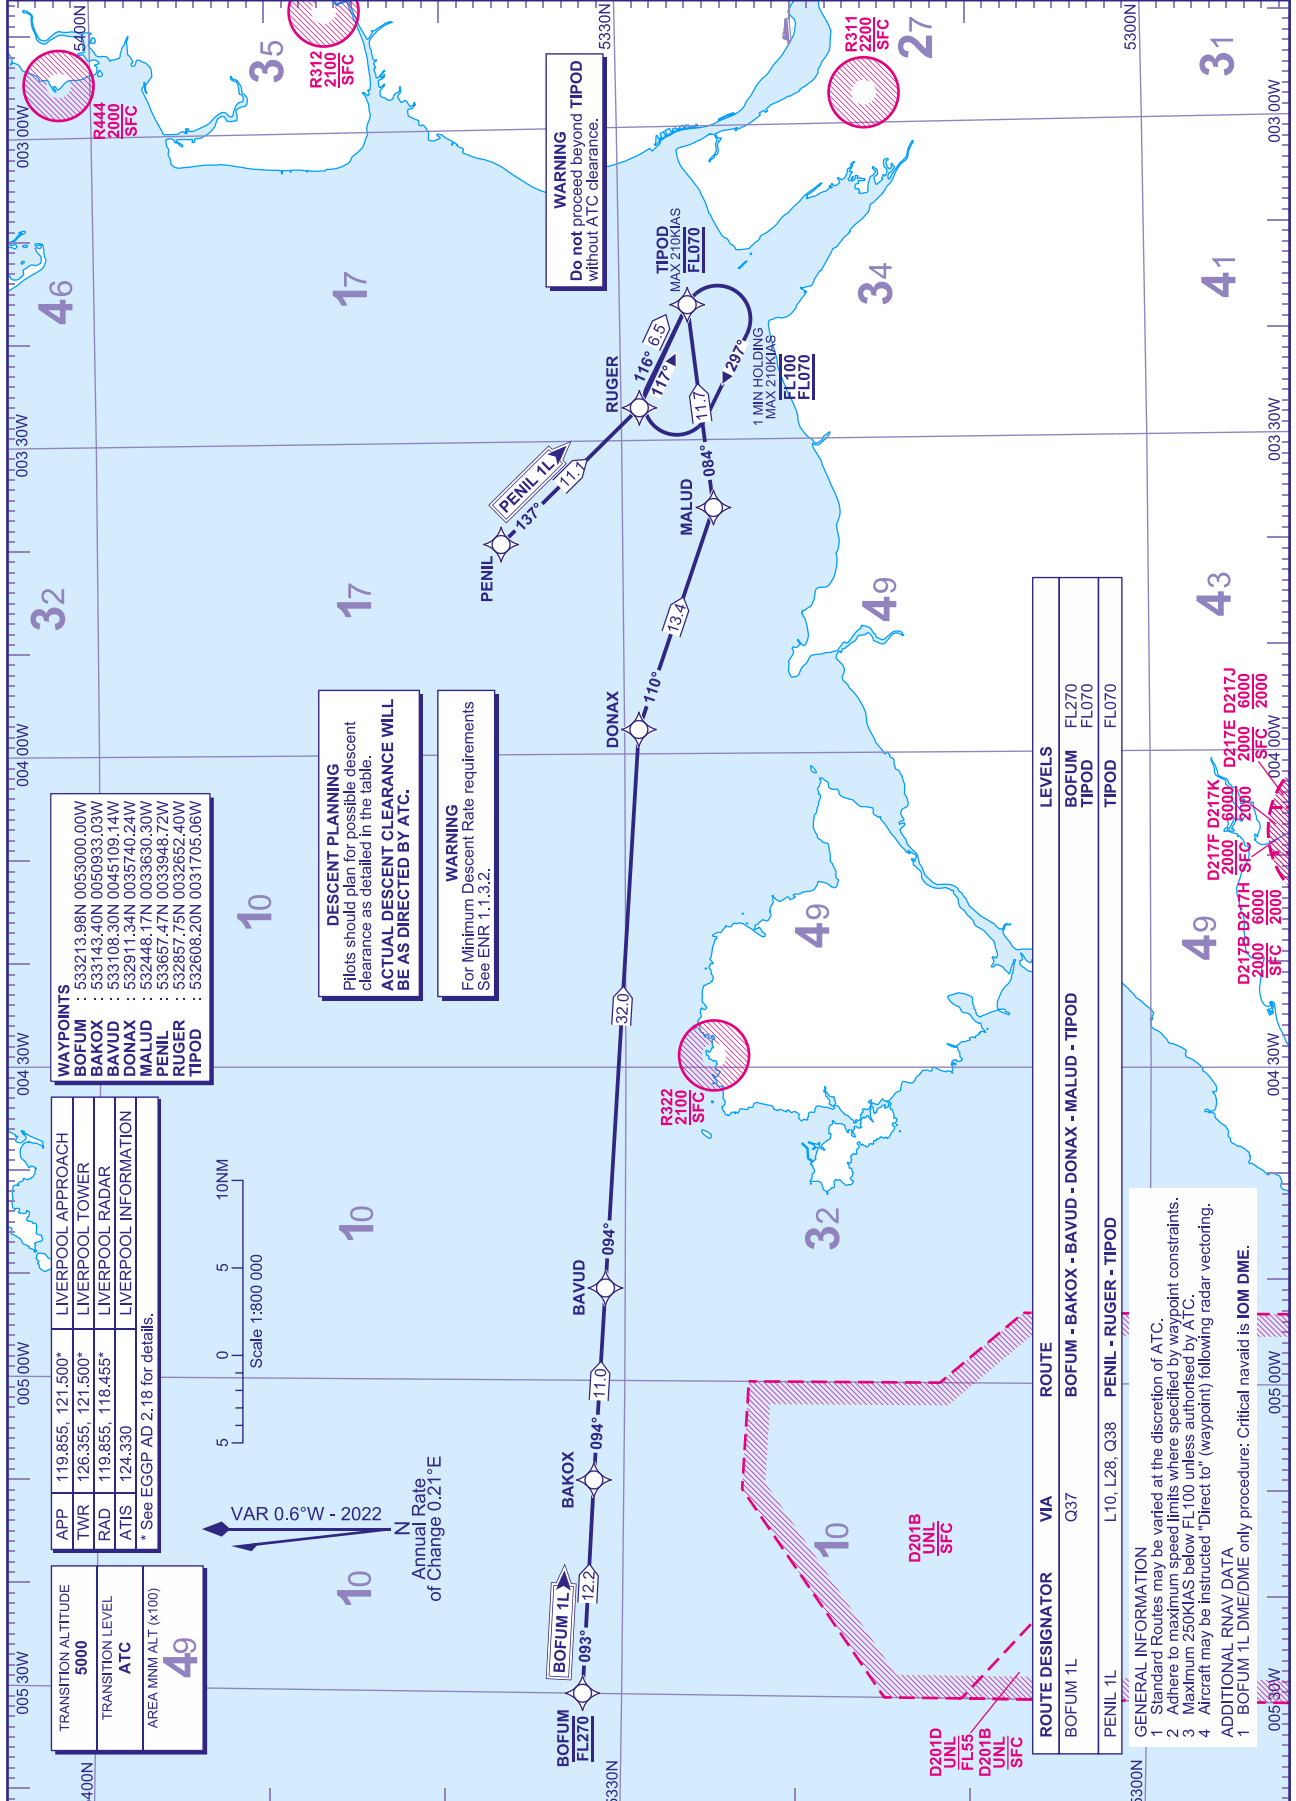 TRANSITION ALTITUDE
5000
TRANSITION LEVEL
ATC
AREA MNM ALT (x100)
49
APP 119.855, 121.500* LIVERPOOL APPROACH
TWR 126.355, 121.500* LIVERPOOL TOWER
RAD 119.855, 118.455* LIVERPOOL RADAR
ATIS 124.330 LIVERPOOL INFORMATION
* See EGGP AD 2.18 for details.
WAYPOINTS
BOFUM : 533213.98N 0053000.00W
BAKOX : 533143.40N 0050933.03W
BAVUD : 533108.30N 0045109.14W
DONAX : 532911.34N 0035740.24W
MALUD : 532448.17N 0033630.30W
PENIL : 533657.47N 0033948.72W
RUGER : 532857.75N 0032652.40W
TIPOD : 532608.20N 0031705.06W
VAR 0.6°W - 2022
N
Annual Rate
of Change 0.21°E
5 0 5 10NM
Scale 1:800 000
DESCENT PLANNING
Pilots should plan for possible descent
clearance as detailed in the table.
ACTUAL DESCENT CLEARANCE WILL
BE AS DIRECTED BY ATC.
WARNING
For Minimum Descent Rate requirements
See ENR 1.1.3.2.
WARNING
Do not proceed beyond TIPOD
without ATC clearance.
005 30W
005 00W
004 30W
004 00W
003 30W
003 00W
5400N
R444
2000
SFC
R312
2100
SFC
32
46
35
10
10
10
17
17
5330N
BOFUM
FL270
BOFUM 1L
093°
12.2
BAKOX
094°
11.0
BAVUD
094°
32.0
DONAX
110°
13.4
MALUD
084°
11.7
PENIL
PENIL 1L
137°
11.1
RUGER
116°
6.5
117°
TIPOD
MAX 210KIAS
FL070
297°
1 MIN HOLDING
MAX 210KIAS
FL100
FL070
R322
2100
SFC
R311
2200
SFC
10
32
49
49
34
27
D201B
UNL
SFC
D201D
UNL
FL55
D201B
UNL
SFC
5330N
400N
5300N
5300N
49
43
41
31
D217B D217H
2000 6000
SFC 2000
D217F D217K
2000 6000
SFC 2000
D217E D217J
2000 6000
SFC 2000
ROUTE DESIGNATOR VIA ROUTE LEVELS
BOFUM 1L Q37 BOFUM - BAKOX - BAVUD - DONAX - MALUD - TIPOD BOFUM FL270
TIPOD FL070
PENIL 1L L10, L28, Q38 PENIL - RUGER - TIPOD TIPOD FL070
GENERAL INFORMATION
1 Standard Routes may be varied at the discretion of ATC.
2 Adhere to maximum speed limits where specified by waypoint constraints.
3 Maximum 250KIAS below FL100 unless authorised by ATC.
4 Aircraft may be instructed "Direct to" (waypoint) following radar vectoring.
ADDITIONAL RNAV DATA
1 BOFUM 1L DME/DME only procedure: Critical navaid is IOM DME.
005 30W
005 00W
004 30W
004 00W
003 30W
003 00W